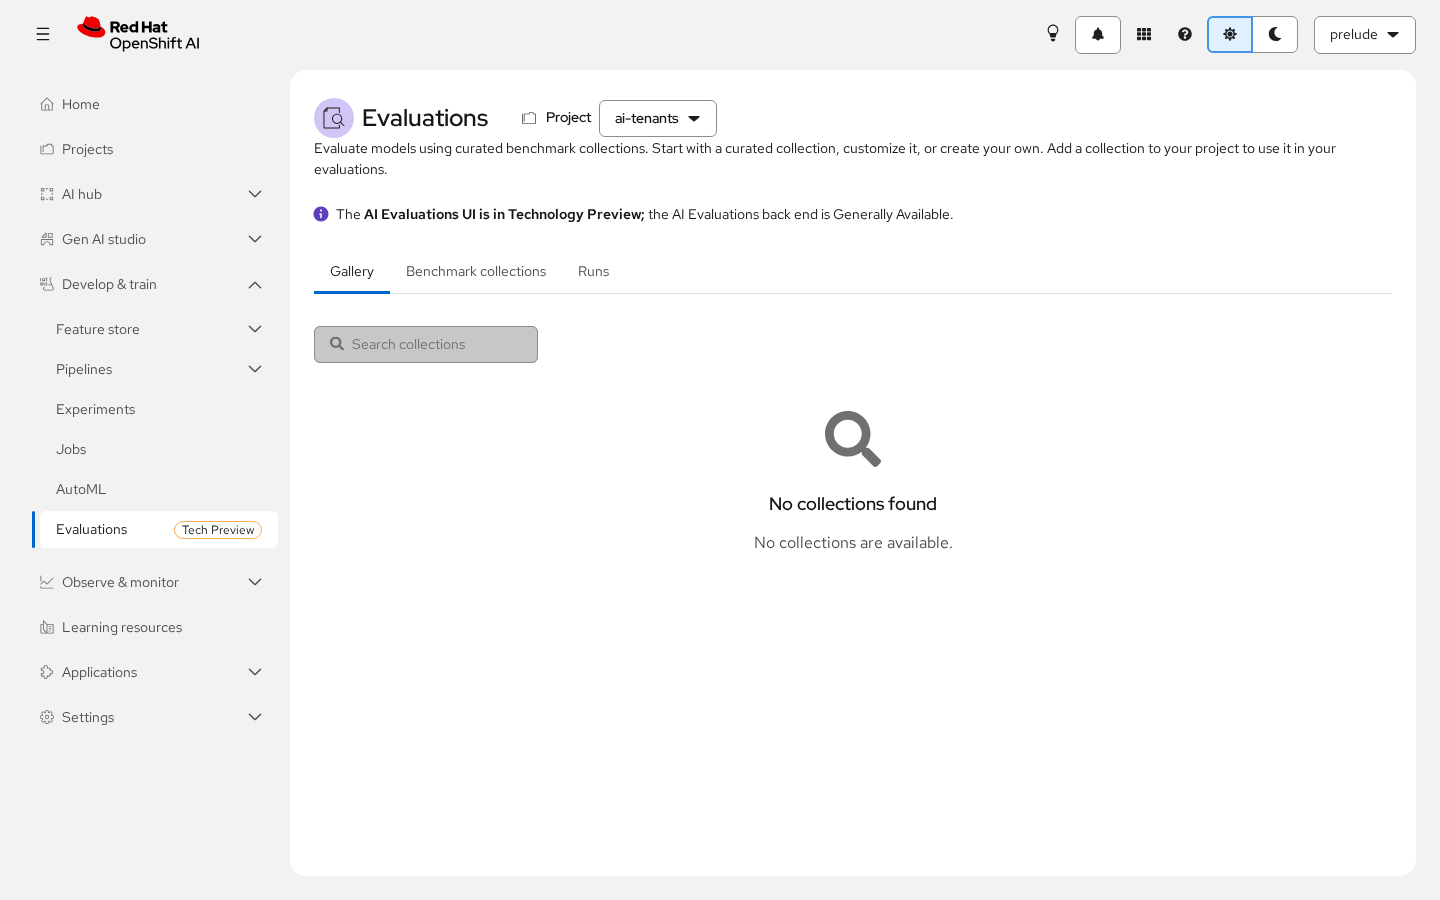 Red Hat
OpenShift AI
prelude
Home
Projects
AI hub
Gen AI studio
Develop & train
Feature store
Pipelines
Experiments
Jobs
AutoML
Evaluations Tech Preview
Observe & monitor
Learning resources
Applications
Settings
Evaluations Project ai-tenants
Evaluate models using curated benchmark collections. Start with a curated collection, customize it, or create your own. Add a collection to your project to use it in your
evaluations.
The AI Evaluations UI is in Technology Preview; the AI Evaluations back end is Generally Available.
Gallery Benchmark collections Runs
Search collections
No collections found
No collections are available.